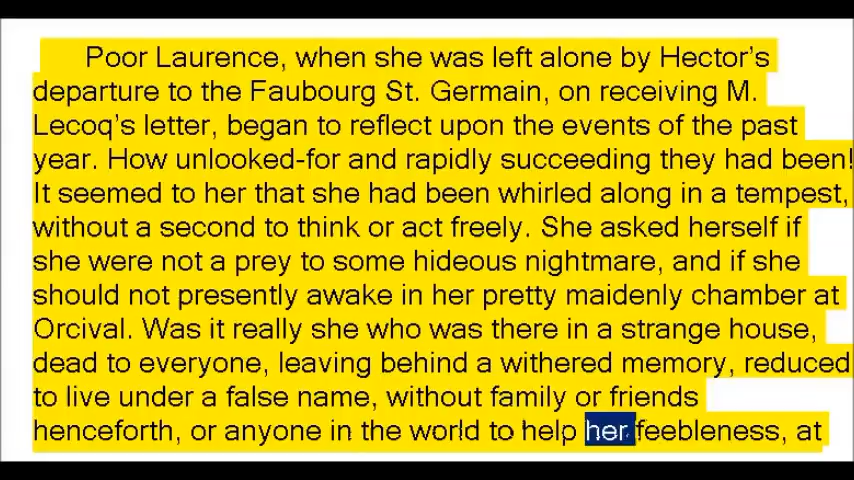 Poor Laurence, when she was left alone by Hector's
departure to the Faubourg St. Germain, on receiving M.
Lecoq's letter, began to reflect upon the events of the past
year. How unlooked-for and rapidly succeeding they had been!
It seemed to her that she had been whirled along in a tempest,
without a second to think or act freely. She asked herself if
she were not a prey to some hideous nightmare, and if she
should not presently awake in her pretty maidenly chamber at
Orcival. Was it really she who was there in a strange house,
dead to everyone, leaving behind a withered memory, reduced
to live under a false name, without family or friends
henceforth, or anyone in the world to help her feebleness, at